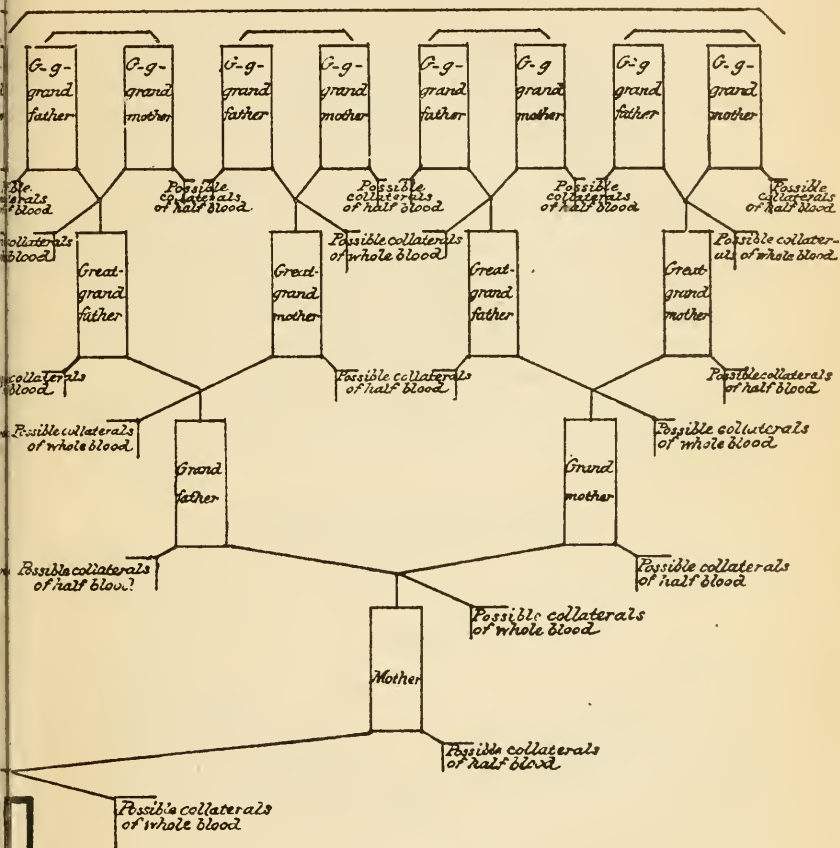 G-g-
grand
father
G-g-
grand
mother
G-g-
grand
father
G-g-
grand
mother
G-g-
grand
father
G-g
grand
mother
G-g
grand
father
G-g-
grand
mother
blood
Possible
collaterals
of half blood
Possible
collaterals
of half blood
Possible
collaterals
of half blood
Possible
collaterals
of half blood
collaterals
blood
Possible collaterals
of whole blood
Possible collater-
als of whole blood
Great-
grand
father
Great-
grand
mother
Great-
grand
father
Great-
grand
mother
collaterals
blood
Possible collaterals
of half blood
Possible collaterals
of half blood
Possible collaterals
of whole blood
Possible collaterals
of whole blood
Grand
father
Grand
mother
Possible collaterals
of half blood
Possible collaterals
of half blood
Possible collaterals
of whole blood
Mother
Possible collaterals
of half blood
Possible collaterals
of whole blood